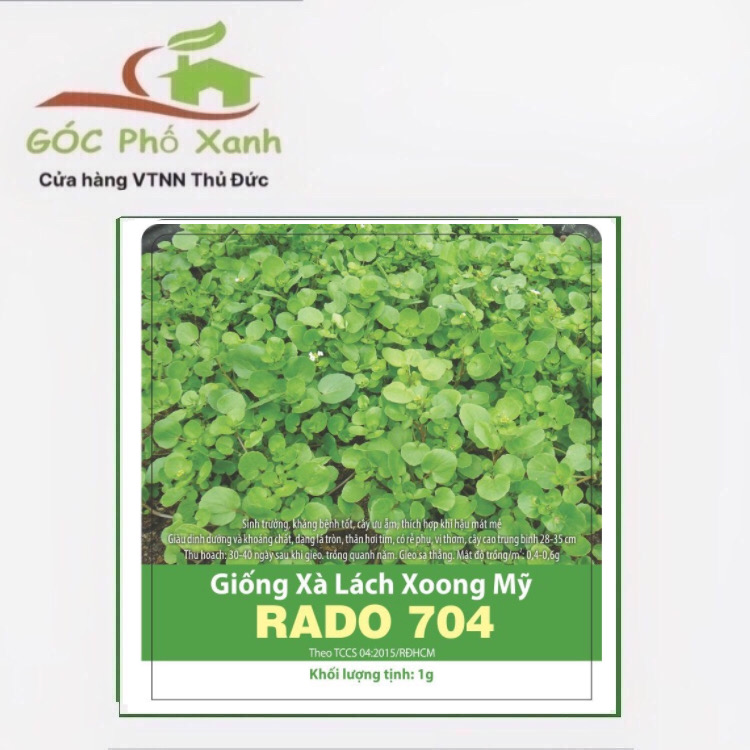 GÓC Phố Xanh
Cửa hàng VTNN Thủ Đức
Sinh trưởng, kháng bệnh tốt, cây ưu ẩm, thích hợp khí hậu mát mẻ
Giàu dinh dưỡng và khoáng chất, dạng lá tròn, thân hơi tím, có rễ phụ, vị thơm, cây cao trung bình 28-35 cm
Thu hoạch: 30-40 ngày sau khi gieo, trồng quanh năm. Gieo sạ thẳng. Mật độ trồng/m²: 0,4-0,6g
Giống Xà Lách Xoong Mỹ
RADO 704
Theo TCCS 04:2015/RĐHCM
Khối lượng tịnh: 1g